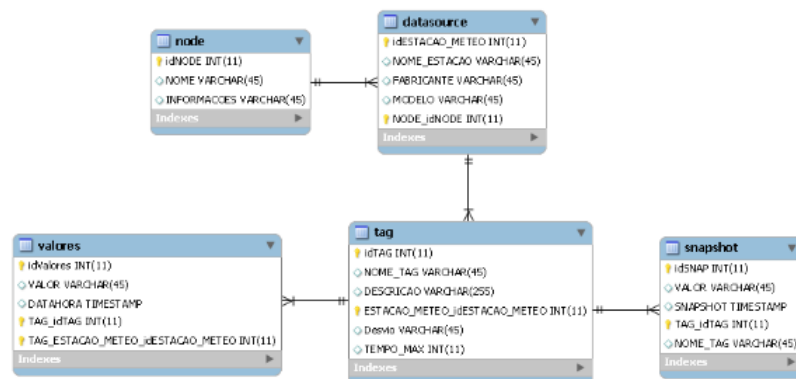 node
idNODE INT(11)
NOME VARCHAR(45)
INFORMACOES VARCHAR(45)
Indexes
datasource
idESTACAO_METEO INT(11)
NOME_ESTACAO VARCHAR(45)
FABRICANTE VARCHAR(45)
MODELO VARCHAR(45)
NODE_idNODE INT(11)
Indexes
valores
idValores INT(11)
VALOR VARCHAR(45)
DATAHORA TIMESTAMP
TAG_idTAG INT(11)
TAG_ESTACAO_METEO_idESTACAO_METEO INT(11)
Indexes
tag
idTAG INT(11)
NOME_TAG VARCHAR(45)
DESCRICAO VARCHAR(255)
ESTACAO_METEO_idESTACAO_METEO INT(11)
Desvio VARCHAR(45)
TEMPO_MAX INT(11)
Indexes
snapshot
idSNAP INT(11)
VALOR VARCHAR(45)
SNAPSHOT TIMESTAMP
TAG_idTAG INT(11)
NOME_TAG VARCHAR(45)
Indexes